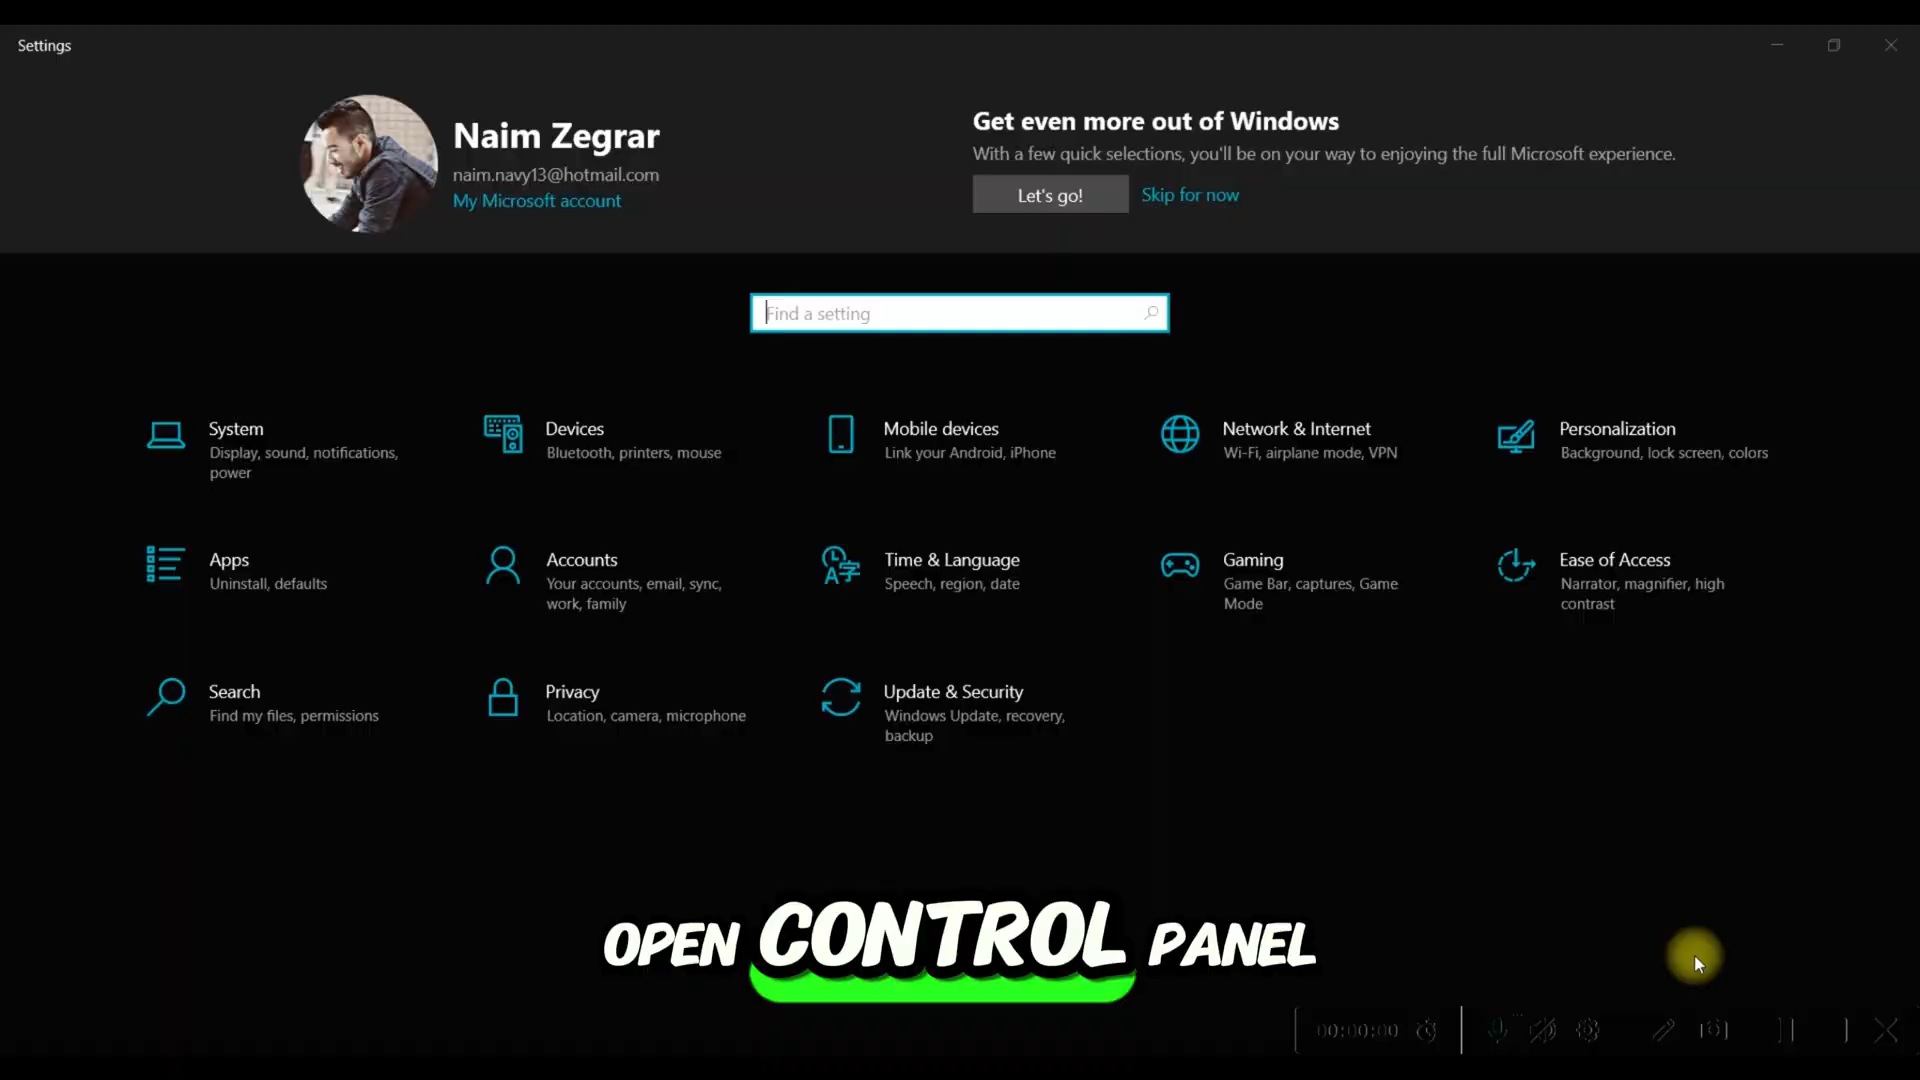 Settings
Naim Zegrar
naim.navy13@hotmail.com
My Microsoft account
Get even more out of Windows
With a few quick selections, you'll be on your way to enjoying the full Microsoft experience.
Let's go!
Skip for now
Find a setting
System
Display, sound, notifications,
power
Devices
Bluetooth, printers, mouse
Mobile devices
Link your Android, iPhone
Network & Internet
Wi-Fi, airplane mode, VPN
Personalization
Background, lock screen, colors
Apps
Uninstall, defaults
Accounts
Your accounts, email, sync,
work, family
Time & Language
Speech, region, date
Gaming
Game Bar, captures, Game
Mode
Ease of Access
Narrator, magnifier, high
contrast
Search
Find my files, permissions
Privacy
Location, camera, microphone
Update & Security
Windows Update, recovery,
backup
OPEN CONTROL PANEL
00:00:00